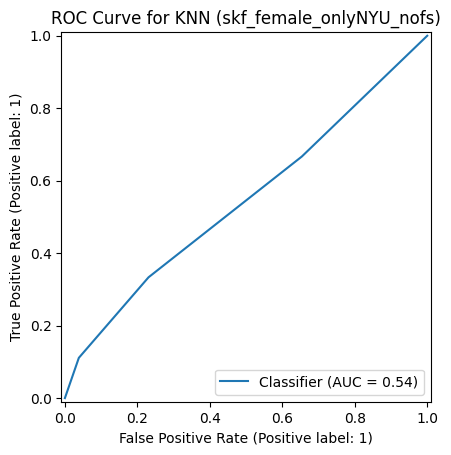 ROC Curve for KNN (skf_female_onlyNYU_nofs)
1.0
0.8
0.6
0.4
0.2
0.0
True Positive Rate (Positive label: 1)
Classifier (AUC = 0.54)
0.0 0.2 0.4 0.6 0.8 1.0
False Positive Rate (Positive label: 1)